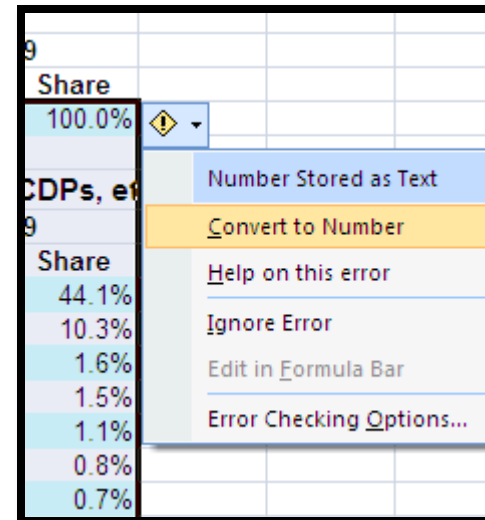 9
Share
100.0%
CDPs, et
9
Share
44.1%
10.3%
1.6%
1.5%
1.1%
0.8%
0.7%
Number Stored as Text
Convert to Number
Help on this error
Ignore Error
Edit in Formula Bar
Error Checking Options...